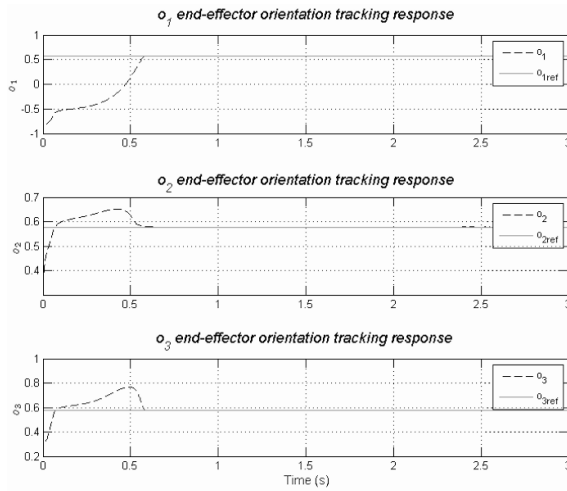 o1 end-effector orientation tracking response
1
0.5
0
-0.5
-1
o1
0 0.5 1 1.5 2 2.5 3
o1
o1ref
o2 end-effector orientation tracking response
0.7
0.6
0.5
0.4
o2
0 0.5 1 1.5 2 2.5 3
o2
o2ref
o3 end-effector orientation tracking response
1
0.8
0.6
0.4
0.2
o3
0 0.5 1 1.5 2 2.5 3
o3
o3ref
Time (s)